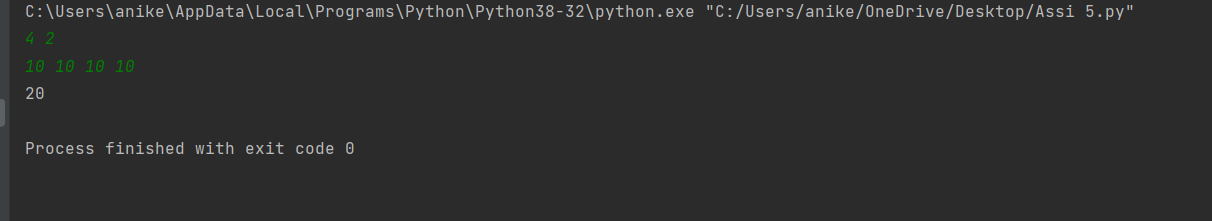 C:\Users\anike\AppData\Local\Programs\Python\Python38-32\python.exe "C:/Users/anike/OneDrive/Desktop/Assi 5.py"
4 2
10 10 10 10
20
Process finished with exit code 0